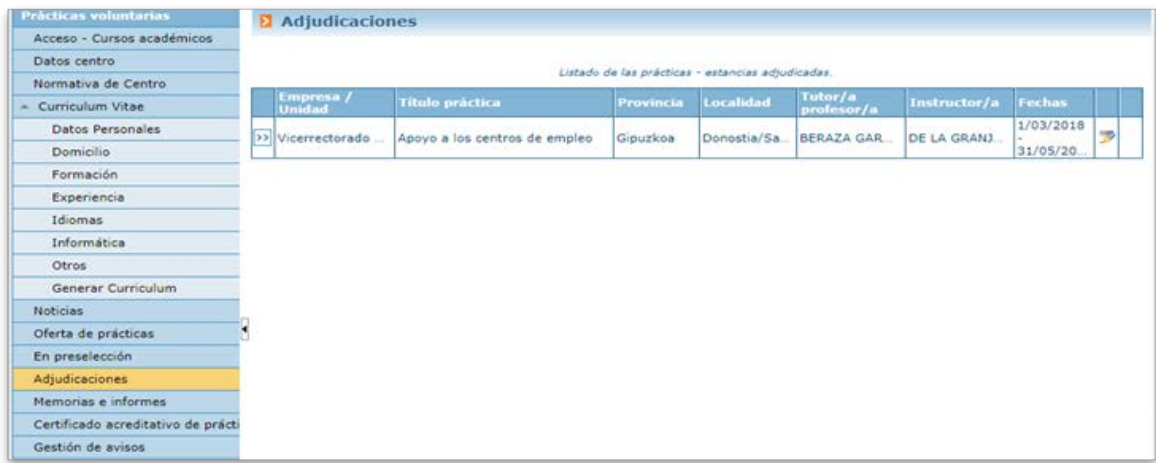 Prácticas voluntarias
Acceso - Cursos académicos
Datos centro
Normativa de Centro
Curriculum Vitae
Datos Personales
Domicilio
Formación
Experiencia
Idiomas
Informática
Otros
Generar Curriculum
Noticias
Oferta de prácticas
En preselección
Adjudicaciones
Memorias e informes
Certificado acreditativo de prácti
Gestión de avisos
Adjudicaciones
Listado de las prácticas - estancias adjudicadas.
Empresa / Unidad Título práctica Provincia Localidad Tutor/a profesor/a Instructor/a Fechas
>> Vicerrectorado ... Apoyo a los centros de empleo Gipuzkoa Donostia/Sa... BERAZA GAR... DE LA GRANJ... 1/03/2018 - 31/05/20...